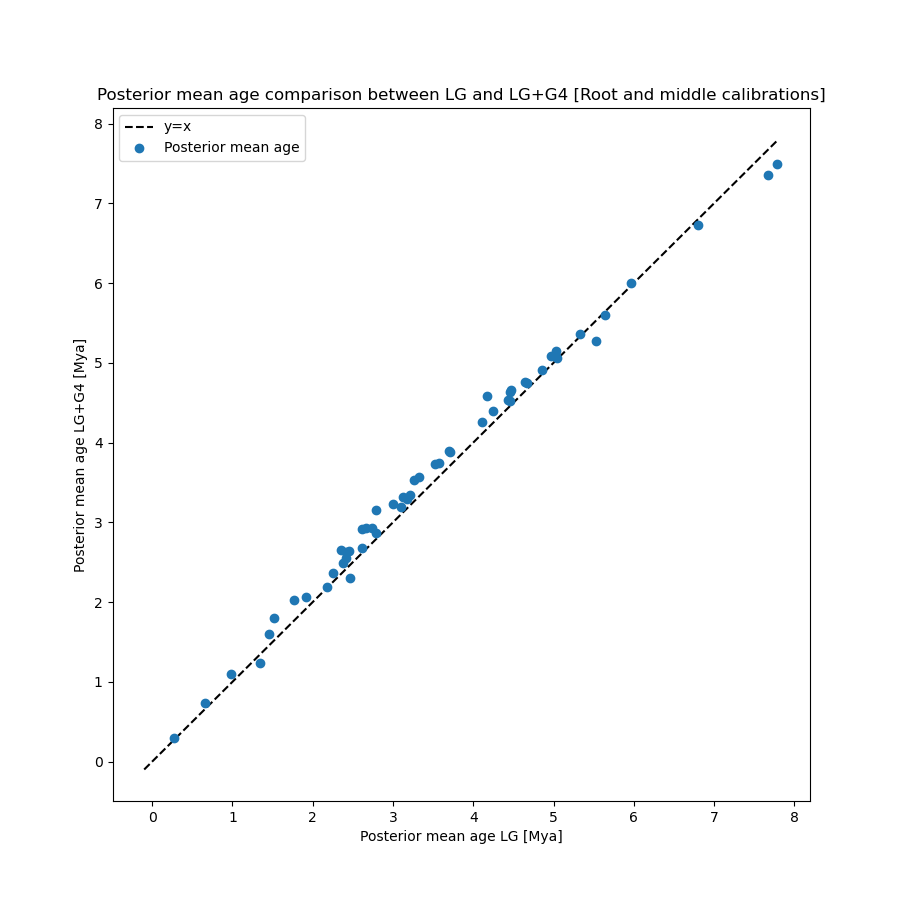 Posterior mean age comparison between LG and LG+G4 [Root and middle calibrations]
y=x
Posterior mean age
8
7
6
5
4
3
2
1
0
Posterior mean age LG+G4 [Mya]
0 1 2 3 4 5 6 7 8
Posterior mean age LG [Mya]